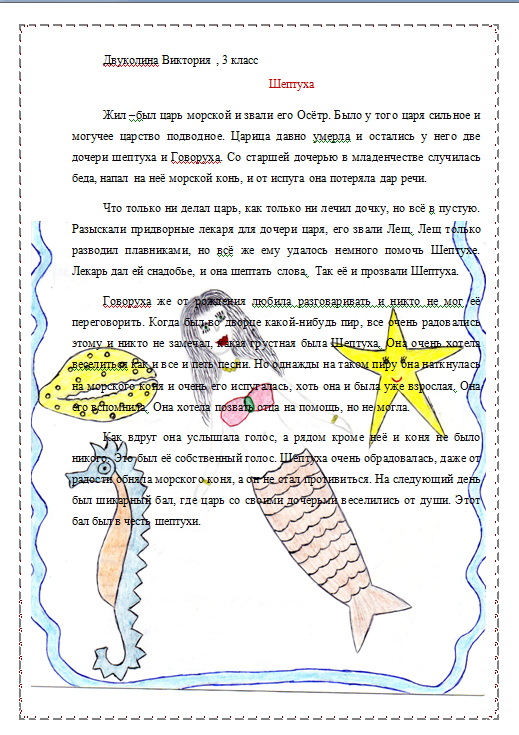 Двуколина Виктория , 3 класс
Шептуха
Жил –был царь морской и звали его Осётр. Было у того царя сильное и
могучее царство подводное. Царица давно умерла и остались у него две
дочери шептуха и Говоруха. Со старшей дочерью в младенчестве случилась
беда, напал на неё морской конь, и от испуга она потеряла дар речи.
Что только ни делал царь, как только ни лечил дочку, но всё в пустую.
Разыскали придворные лекаря для дочери царя, его звали Лещ. Лещ только
разводил плавниками, но всё же ему удалось немного помочь Шептухе.
Лекарь дал ей снадобье, и она шептать слова. Так её и прозвали Шептуха.
Говоруха же от рождения любила разговаривать и никто не мог её
переговорить. Когда был во дворце какой-нибудь пир, все очень радовались
этому и никто не замечал, какая грустная была Шептуха. Она очень хотела
веселиться как и все и петь песни. Но однажды на таком пиру она наткнулась
на морского коня и очень его испугалась, хоть она и была уже взрослая. Она
его вспомнила. Она хотела позвать отца на помощь, но не могла.
Как вдруг она услышала голос, а рядом кроме неё и коня не было
никого. Это был её собственный голос. Шептуха очень обрадовалась, даже от
радости обняла морского коня, а он не стал противиться. На следующий день
был шикарный бал, где царь со своими дочерьми веселились от души. Этот
бал был в честь шептухи.